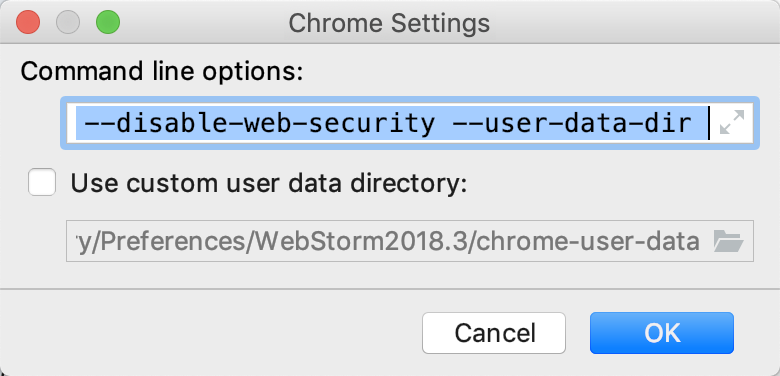 Chrome Settings
Command line options:
--disable-web-security --user-data-dir
Use custom user data directory:
y/Preferences/WebStorm2018.3/chrome-user-data
Cancel OK